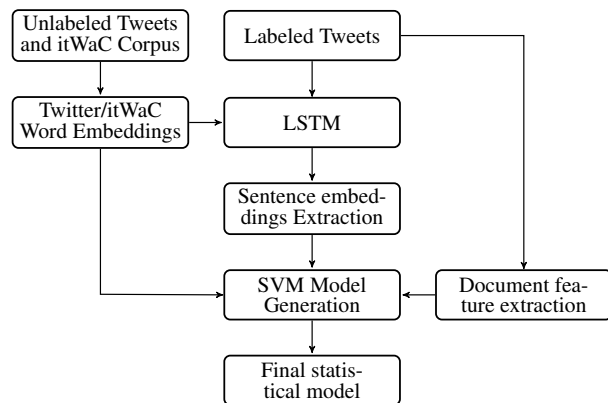 Unlabeled Tweets
and itWaC Corpus
Labeled Tweets
Twitter/itWaC
Word Embeddings
LSTM
Sentence embed-
dings Extraction
SVM Model
Generation
Document fea-
ture extraction
Final statis-
tical model